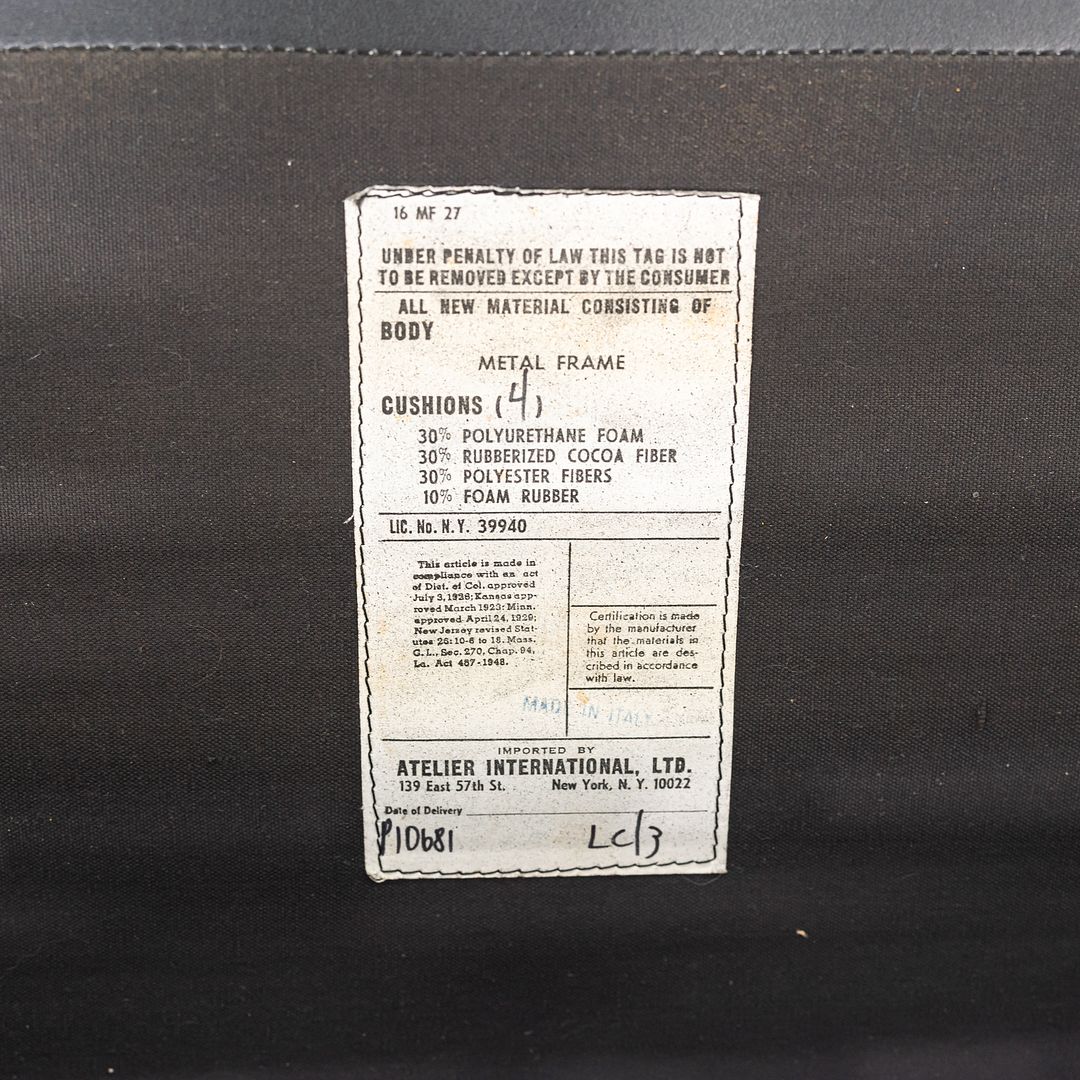 16 MF 27
UNDER PENALTY OF LAW THIS TAG IS NOT
TO BE REMOVED EXCEPT BY THE CONSUMER
ALL NEW MATERIAL CONSISTING OF
BODY
METAL FRAME
CUSHIONS (4)
30% POLYURETHANE FOAM
30% RUBBERIZED COCOA FIBER
30% POLYESTER FIBERS
10% FOAM RUBBER
LIC. No. N.Y. 39940
This article is made in
compliance with an act
of Dist. of Col. approved
July 3, 1926; Kansas app-
roved March 1923; Minn.
approved April 24, 1929;
New Jersey revised Stat-
utes 26:10-6 to 18. Mass.
G. L., Sec. 270, Chap. 94,
La. Act 467-1948.
Certification is made
by the manufacturer
that the materials in
this article are des-
cribed in accordance
with law.
MADE IN ITALY
IMPORTED BY
ATELIER INTERNATIONAL, LTD.
139 East 57th St. New York, N. Y. 10022
Date of Delivery
P10681 LC/3